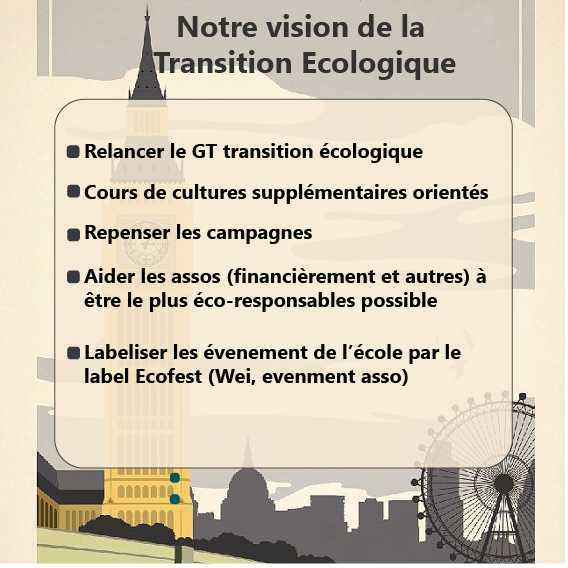 Notre vision de la
Transition Ecologique
Relancer le GT transition écologique
Cours de cultures supplémentaires orientés
Repenser les campagnes
Aider les assos (financièrement et autres) à
être le plus éco-responsables possible
Labeliser les évenement de l’école par le
label Ecofest (Wei, evenment asso)